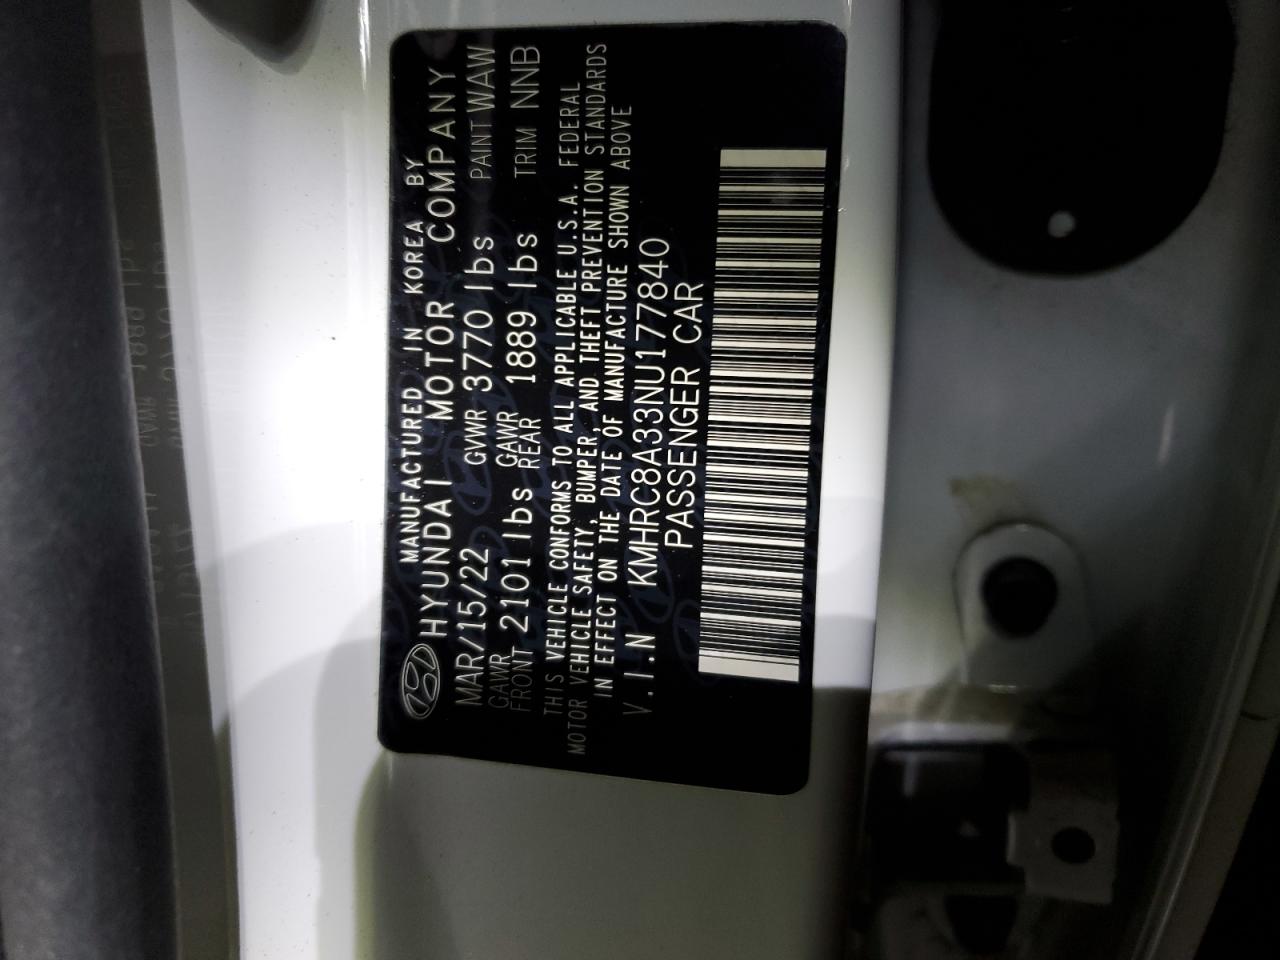 MANUFACTURED IN KOREA BY
HYUNDAI MOTOR COMPANY
MAR/15/22 GVWR 3770 lbs PAINT WAW
GAWR FRONT 2101 lbs GAWR REAR 1889 lbs TRIM NNB
THIS VEHICLE CONFORMS TO ALL APPLICABLE U.S.A. FEDERAL
MOTOR VEHICLE SAFETY, BUMPER, AND THEFT PREVENTION STANDARDS
IN EFFECT ON THE DATE OF MANUFACTURE SHOWN ABOVE
V.I.N KMHRC8A33NU177840
PASSENGER CAR